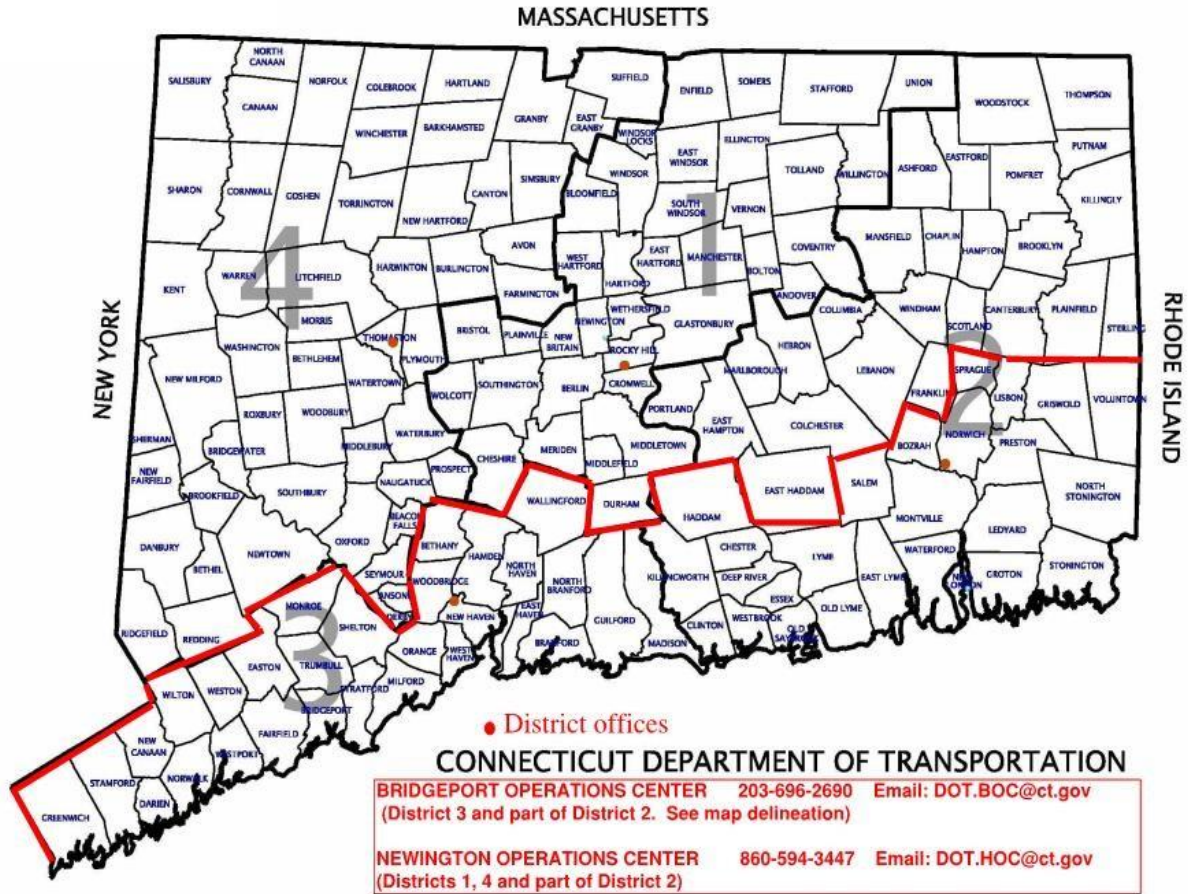 MASSACHUSETTS
NORTH
CANAAN
SALISBURY
CANAAN
NORFOLK
COLEBROOK
HARTLAND
SUFFIELD
ENFIELD
SOMERS
STAFFORD
UNION
WOODSTOCK
THOMPSON
GRANBY
EAST
GRANBY
WINDSOR
LOCKS
WINCHESTER
BARKHAMSTED
EAST
WINDSOR
ELLINGTON
EASTFORD
PUTNAM
SHARON
CORNWALL
GOSHEN
TORRINGTON
NEW HARTFORD
CANTON
SIMSBURY
BLOOMFIELD
WINDSOR
SOUTH
WINDSOR
VERNON
TOLLAND
WILLINGTON
ASHFORD
POMFRET
KILLINGLY
1
4
AVON
WEST
HARTFORD
HARTFORD
EAST
HARTFORD
MANCHESTER
BOLTON
COVENTRY
MANSFIELD
CHAPLIN
HAMPTON
BROOKLYN
KENT
WARREN
LITCHFIELD
HARWINTON
BURLINGTON
FARMINGTON
NEWINGTON
WETHERSFIELD
GLASTONBURY
ANDOVER
COLUMBIA
WINDHAM
SCOTLAND
CANTERBURY
PLAINFIELD
STERLING
NEW YORK
RHODE ISLAND
MORRIS
THOMASTON
PLYMOUTH
BRISTOL
PLAINVILLE
NEW
BRITAIN
ROCKY HILL
CROMWELL
WASHINGTON
BETHLEHEM
WATERTOWN
WOLCOTT
SOUTHINGTON
BERLIN
MARLBOROUGH
HEBRON
LEBANON
FRANKLIN
SPRAGUE
2
LISBON
GRISWOLD
VOLUNTOWN
NEW MILFORD
ROXBURY
WOODBURY
PORTLAND
EAST
HAMPTON
COLCHESTER
BOZRAH
NORWICH
PRESTON
SHERMAN
BRIDGEWATER
MIDDLEBURY
WATERBURY
PROSPECT
CHESHIRE
MERIDEN
MIDDLEFIELD
MIDDLETOWN
NEW
FAIRFIELD
BROOKFIELD
SOUTHBURY
NAUGATUCK
WALLINGFORD
DURHAM
HADDAM
EAST HADDAM
SALEM
MONTVILLE
NORTH
STONINGTON
LEDYARD
DANBURY
BETHEL
NEWTOWN
OXFORD
BEACON
FALLS
BETHANY
HAMDEN
NORTH
HAVEN
NORTH
BRANFORD
CHESTER
LYME
WATERFORD
SEYMOUR
WOODBRIDGE
ANSONIA
DERBY
KILLINGWORTH
DEEP RIVER
ESSEX
EAST LYME
NEW
LONDON
GROTON
STONINGTON
RIDGEFIELD
REDDING
MONROE
SHELTON
NEW HAVEN
EAST
HAVEN
GUILFORD
CLINTON
WESTBROOK
OLD
SAYBROOK
OLD LYME
3
EASTON
TRUMBULL
ORANGE
WEST
HAVEN
BRANFORD
MADISON
WILTON
WESTON
STRATFORD
MILFORD
BRIDGEPORT
FAIRFIELD
NEW
CANAAN
WESTPORT
STAMFORD
NORWALK
DARIEN
GREENWICH
District offices
CONNECTICUT DEPARTMENT OF TRANSPORTATION
BRIDGEPORT OPERATIONS CENTER 203-696-2690 Email: DOT.BOC@ct.gov
(District 3 and part of District 2. See map delineation)
NEWINGTON OPERATIONS CENTER 860-594-3447 Email: DOT.HOC@ct.gov
(Districts 1, 4 and part of District 2)